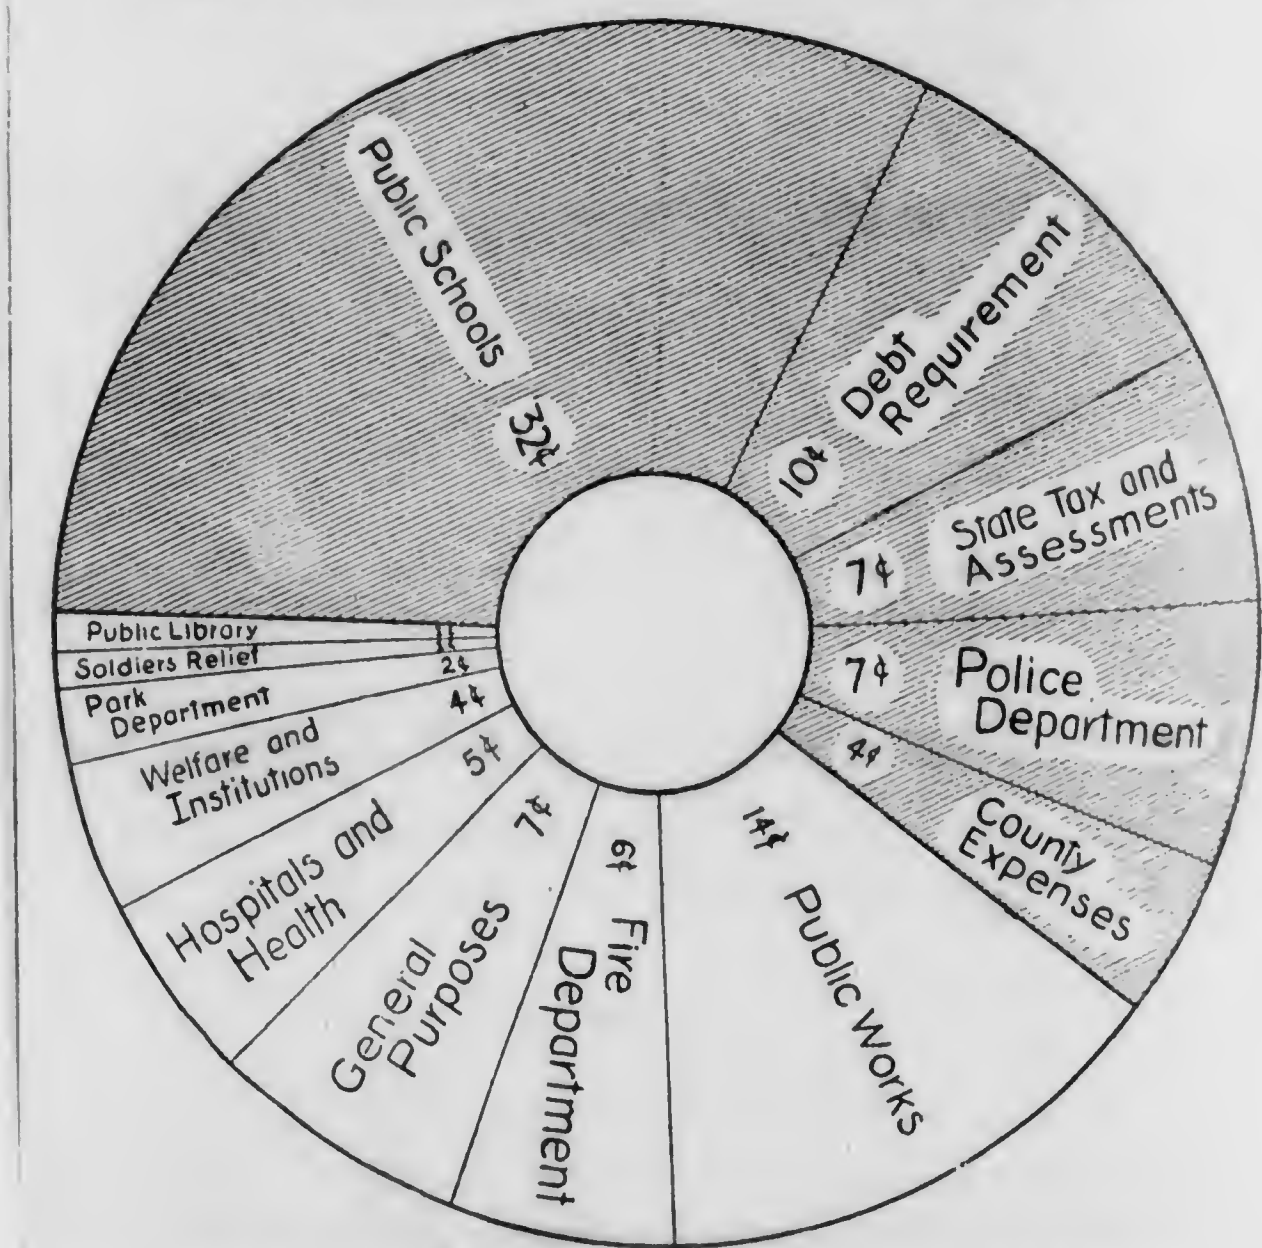 Public Schools
32¢
Debt
Requirement
10¢
State Tax and
Assessments
7¢
Police
Department
7¢
County
Expenses
4¢
Public Works
14¢
Fire
Department
6¢
General
Purposes
7¢
Hospitals and
Health
5¢
Welfare and
Institutions
4¢
Park
Department
2¢
Soldiers Relief
Public Library